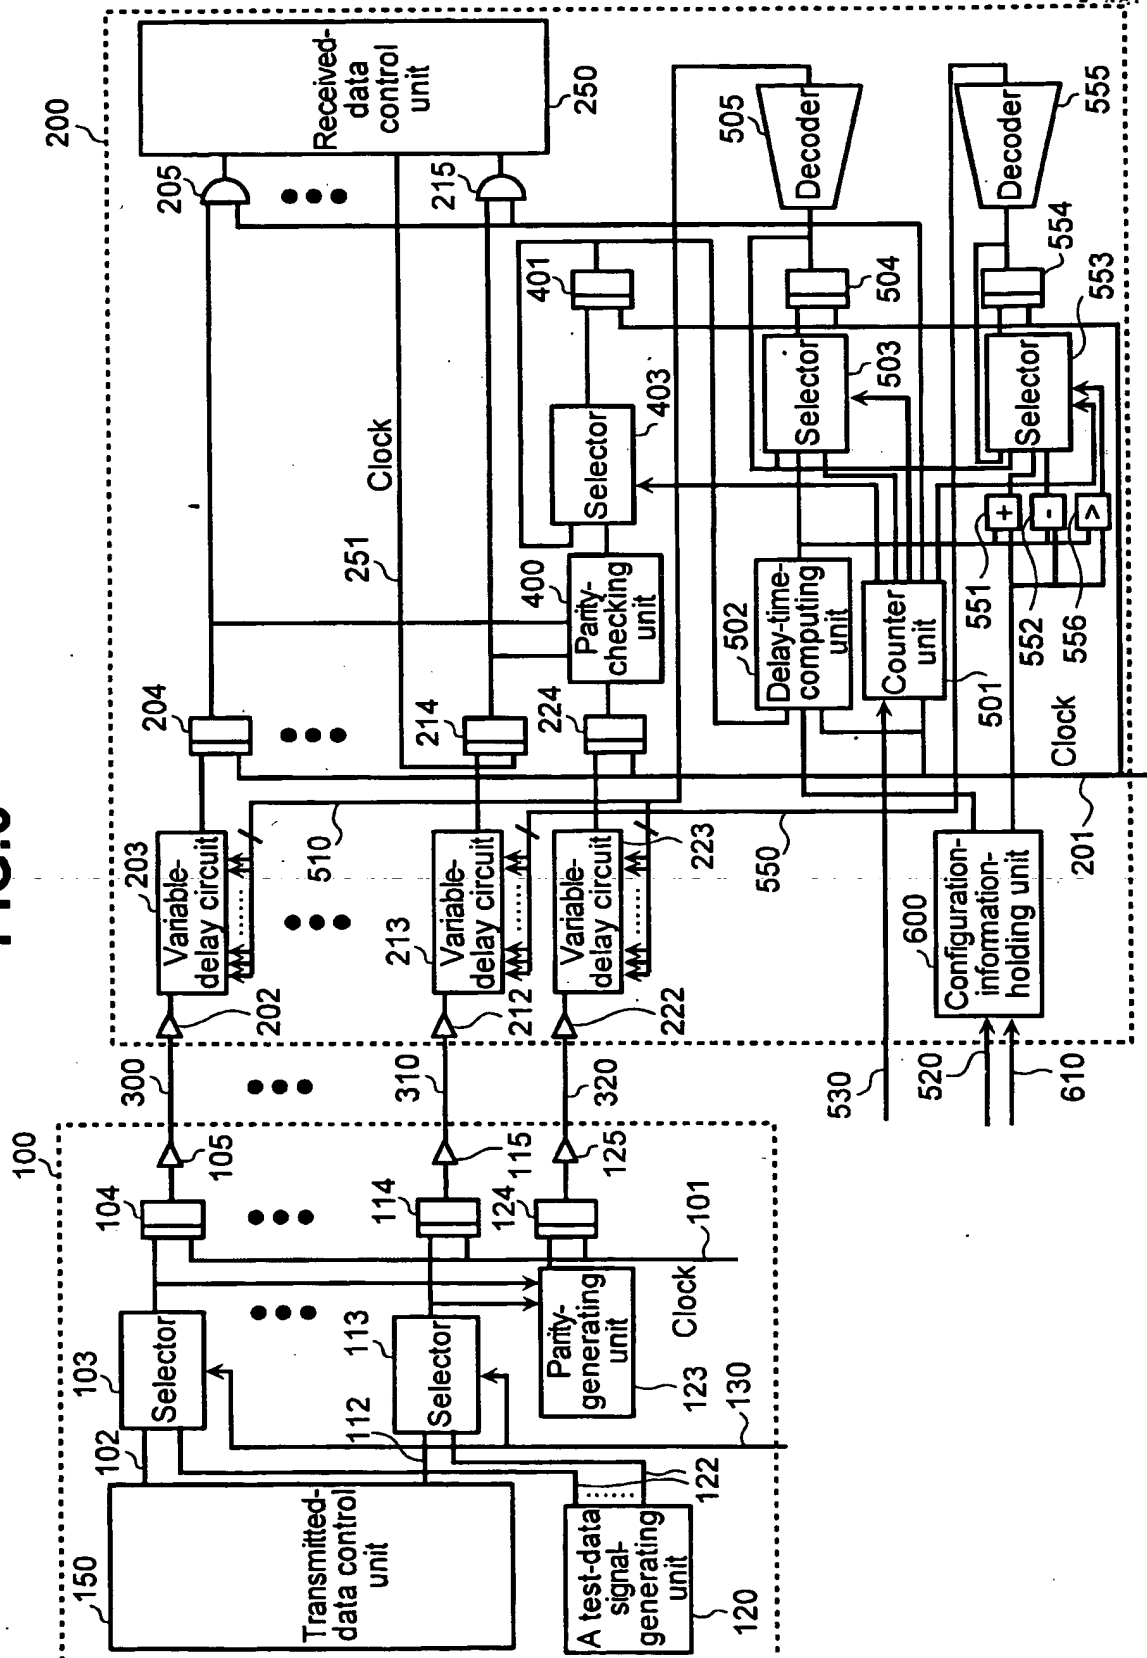 100
150
Transmitted-
data control
unit
102
103
Selector
104
105
300
112
113
Selector
114
115
310
A test-data
signal-
generating
unit
120
122
Parity-
generating
unit
123
124
125
320
130
Clock
101
200
202
203
Variable-
delay circuit
204
205
510
212
213
Variable-
delay circuit
214
215
251
Clock
Received-
data
control
unit
250
222
Variable-
delay circuit
223
224
400
Parity-
checking
unit
Selector
403
401
550
530
520
610
600
Configuration-
information-
holding unit
201
Clock
502
Delay-time-
computing
unit
Counter
unit
501
Selector
503
504
505
Decoder
551
+
552
-
556
>
Selector
553
554
Decoder
555